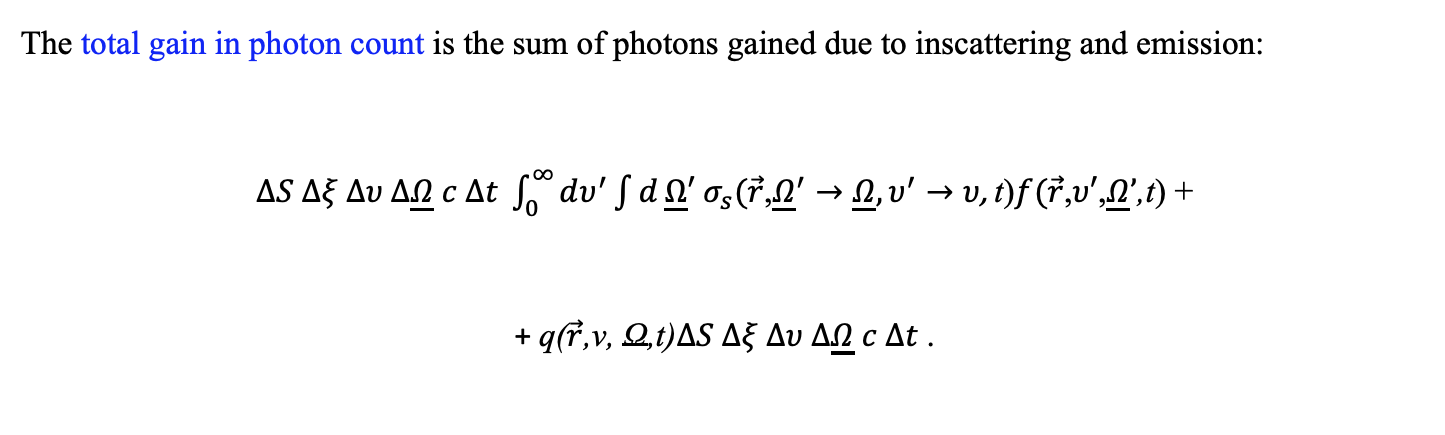 The total gain in photon count is the sum of photons gained due to inscattering and emission:
ΔS Δξ Δυ ΔΩ̲ c Δt ∫₀^∞ dυ′ ∫ d Ω̲′ σₛ(r⃗,Ω̲′ → Ω̲, υ′ → υ, t)f(r⃗,υ′,Ω̲’,t) +
+ q(r⃗,ν, Ω̲,t)ΔS Δξ Δυ ΔΩ̲ c Δt .